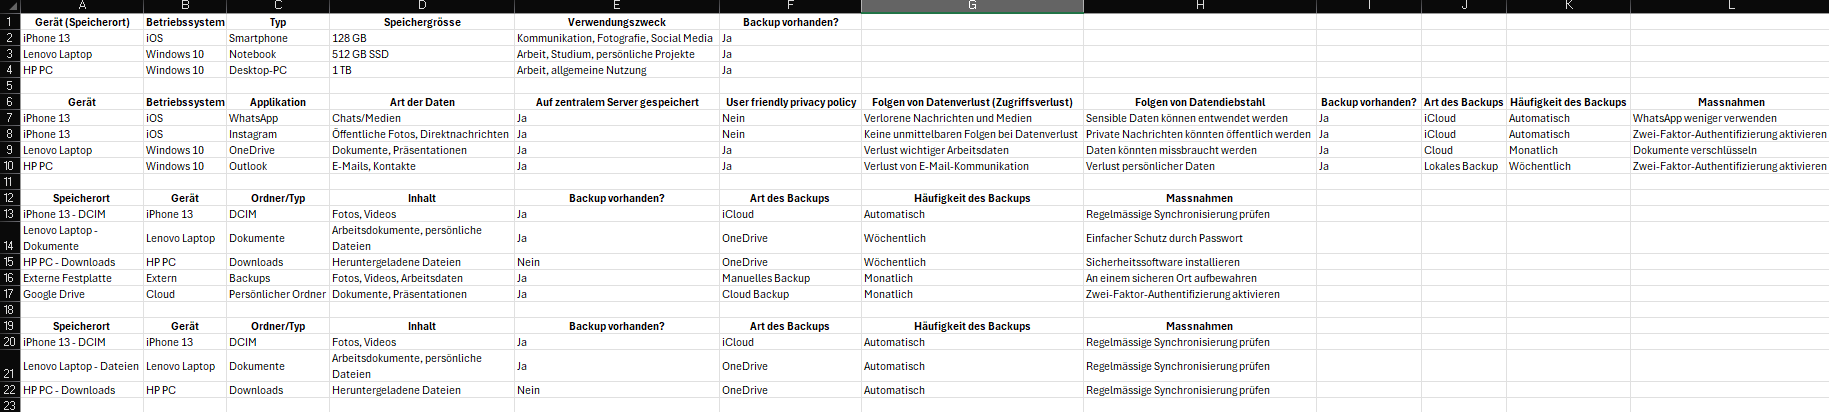 A B C D E F G H I J K L
1 Gerät (Speicherort) Betriebssystem Typ Speichergrösse Verwendungszweck Backup vorhanden?
2 iPhone 13 iOS Smartphone 128 GB Kommunikation, Fotografie, Social Media Ja
3 Lenovo Laptop Windows 10 Notebook 512 GB SSD Arbeit, Studium, persönliche Projekte Ja
4 HP PC Windows 10 Desktop-PC 1 TB Arbeit, allgemeine Nutzung Ja
5
6 Gerät Betriebssystem Applikation Art der Daten Auf zentralem Server gespeichert User friendly privacy policy Folgen von Datenverlust (Zugriffsverlust) Folgen von Datendiebstahl Backup vorhanden? Art des Backups Häufigkeit des Backups Massnahmen
7 iPhone 13 iOS WhatsApp Chats/Medien Ja Nein Verlorene Nachrichten und Medien Sensible Daten können entwendet werden Ja iCloud Automatisch WhatsApp weniger verwenden
8 iPhone 13 iOS Instagram Öffentliche Fotos, Direktnachrichten Ja Nein Keine unmittelbaren Folgen bei Datenverlust Private Nachrichten könnten öffentlich werden Ja iCloud Automatisch Zwei-Faktor-Authentifizierung aktivieren
9 Lenovo Laptop Windows 10 OneDrive Dokumente, Präsentationen Ja Ja Verlust wichtiger Arbeitsdaten Daten könnten missbraucht werden Ja Cloud Monatlich Dokumente verschlüsseln
10 HP PC Windows 10 Outlook E-Mails, Kontakte Ja Ja Verlust von E-Mail-Kommunikation Verlust persönlicher Daten Ja Lokales Backup Wöchentlich Zwei-Faktor-Authentifizierung aktivieren
11
12 Speicherort Gerät Ordner/Typ Inhalt Backup vorhanden? Art des Backups Häufigkeit des Backups Massnahmen
13 iPhone 13 - DCIM iPhone 13 DCIM Fotos, Videos Ja iCloud Automatisch Regelmässige Synchronisierung prüfen
Lenovo Laptop - Arbeitsdokumente, persönliche
14 Dokumente Lenovo Laptop Dokumente Dateien Ja OneDrive Wöchentlich Einfacher Schutz durch Passwort
15 HP PC - Downloads HP PC Downloads Heruntergeladene Dateien Nein OneDrive Wöchentlich Sicherheitssoftware installieren
16 Externe Festplatte Extern Backups Fotos, Videos, Arbeitsdaten Ja Manuelles Backup Monatlich An einem sicheren Ort aufbewahren
17 Google Drive Cloud Persönlicher Ordner Dokumente, Präsentationen Ja Cloud Backup Monatlich Zwei-Faktor-Authentifizierung aktivieren
18
19 Speicherort Gerät Ordner/Typ Inhalt Backup vorhanden? Art des Backups Häufigkeit des Backups Massnahmen
20 iPhone 13 - DCIM iPhone 13 DCIM Fotos, Videos Ja iCloud Automatisch Regelmässige Synchronisierung prüfen
Arbeitsdokumente, persönliche
21 Lenovo Laptop - Dateien Lenovo Laptop Dokumente Dateien Ja OneDrive Automatisch Regelmässige Synchronisierung prüfen
22 HP PC - Downloads HP PC Downloads Heruntergeladene Dateien Nein OneDrive Automatisch Regelmässige Synchronisierung prüfen
23